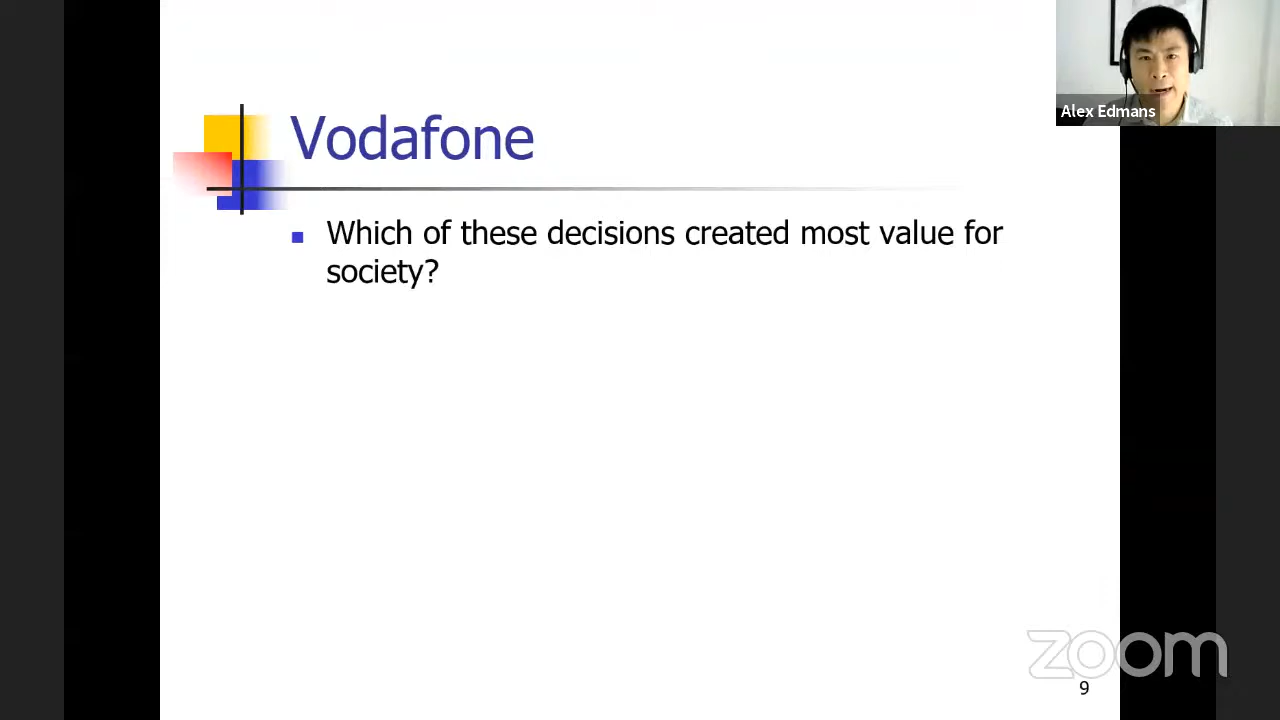 Alex Edmans
Vodafone
Which of these decisions created most value for
society?
zoom
9